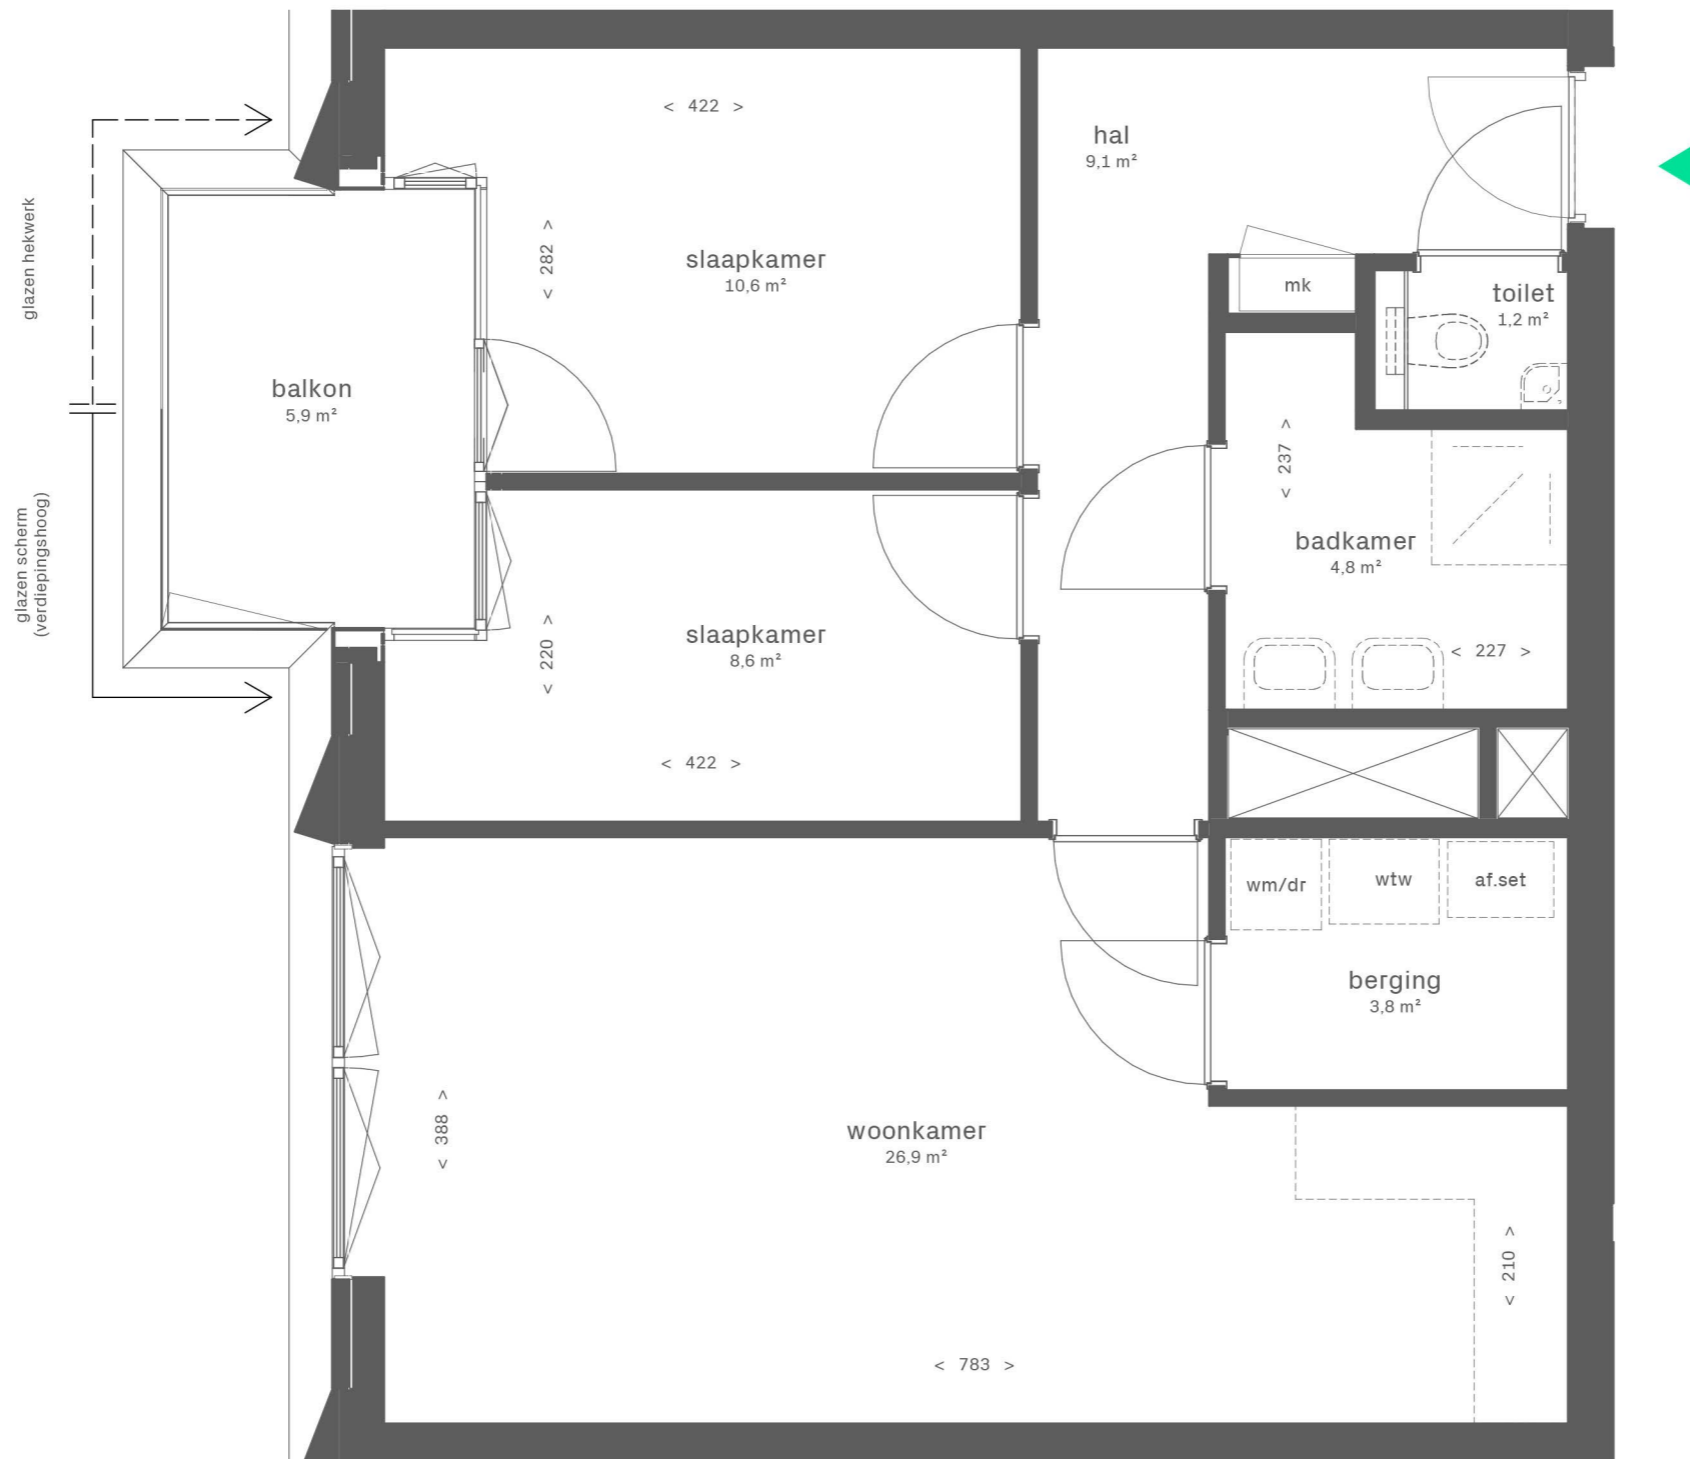 < 422 >
hal
9,1 m²
glazen hekwerk
< 282 >
slaapkamer
10,6 m²
mk
toilet
1,2 m²
balkon
5,9 m²
< 237 >
badkamer
4,8 m²
glazen scherm
(verdiepingshoog)
< 220 >
slaapkamer
8,6 m²
< 227 >
< 422 >
wm/dr
wtw
af.set
berging
3,8 m²
< 388 >
woonkamer
26,9 m²
< 210 >
< 783 >